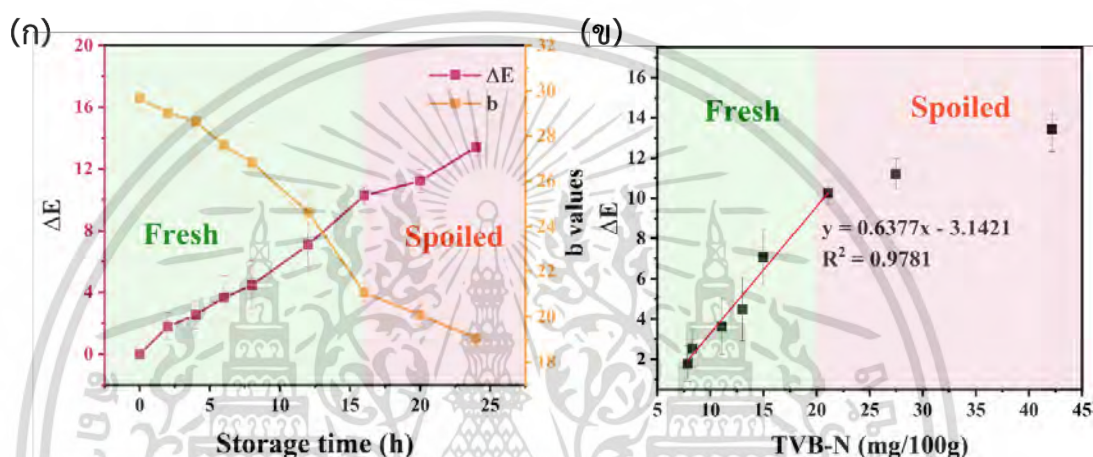 (ก)
20
16
12
8
4
0
ΔE
32
30
28
26
24
22
20
18
b values
ΔE
b
Fresh
Spoiled
0 5 10 15 20 25
Storage time (h)
(ข)
16
14
12
10
8
6
4
2
ΔE
Fresh
Spoiled
y = 0.6377x - 3.1421
R² = 0.9781
5 10 15 20 25 30 35 40 45
TVB-N (mg/100g)